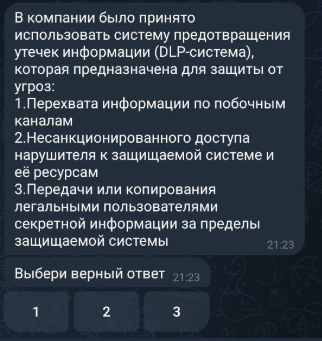 В компании было принято
использовать систему предотвращения
утечек информации (DLP-система),
которая предназначена для защиты от
угроз:
1.Перехвата информации по побочным
каналам
2.Несанкционированного доступа
нарушителя к защищаемой системе и
её ресурсам
3.Передачи или копирования
легальными пользователями
секретной информации за пределы
защищаемой системы
21:23
Выбери верный ответ 21:23
1 2 3